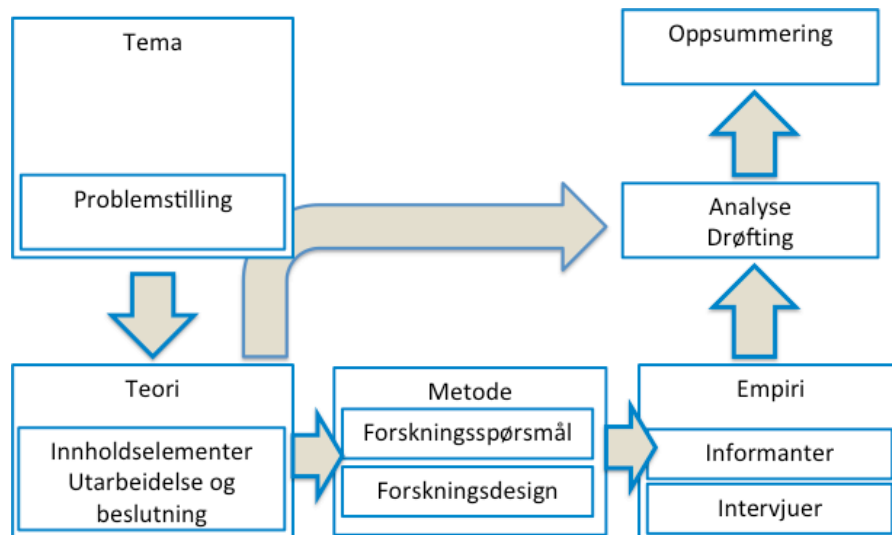 Tema
Problemstilling
Oppsummering
Analyse
Drøfting
Teori
Innholdselementer
Utarbeidelse og
beslutning
Metode
Forskningsspørsmål
Forskningsdesign
Empiri
Informanter
Intervjuer